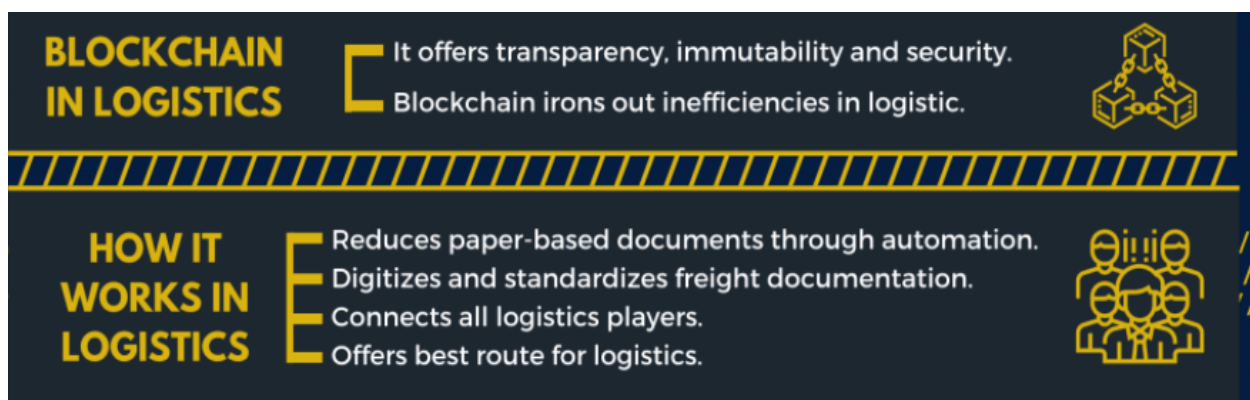 BLOCKCHAIN
IN LOGISTICS
It offers transparency, immutability and security.
Blockchain irons out inefficiencies in logistic.
HOW IT
WORKS IN
LOGISTICS
Reduces paper-based documents through automation.
Digitizes and standardizes freight documentation.
Connects all logistics players.
Offers best route for logistics.